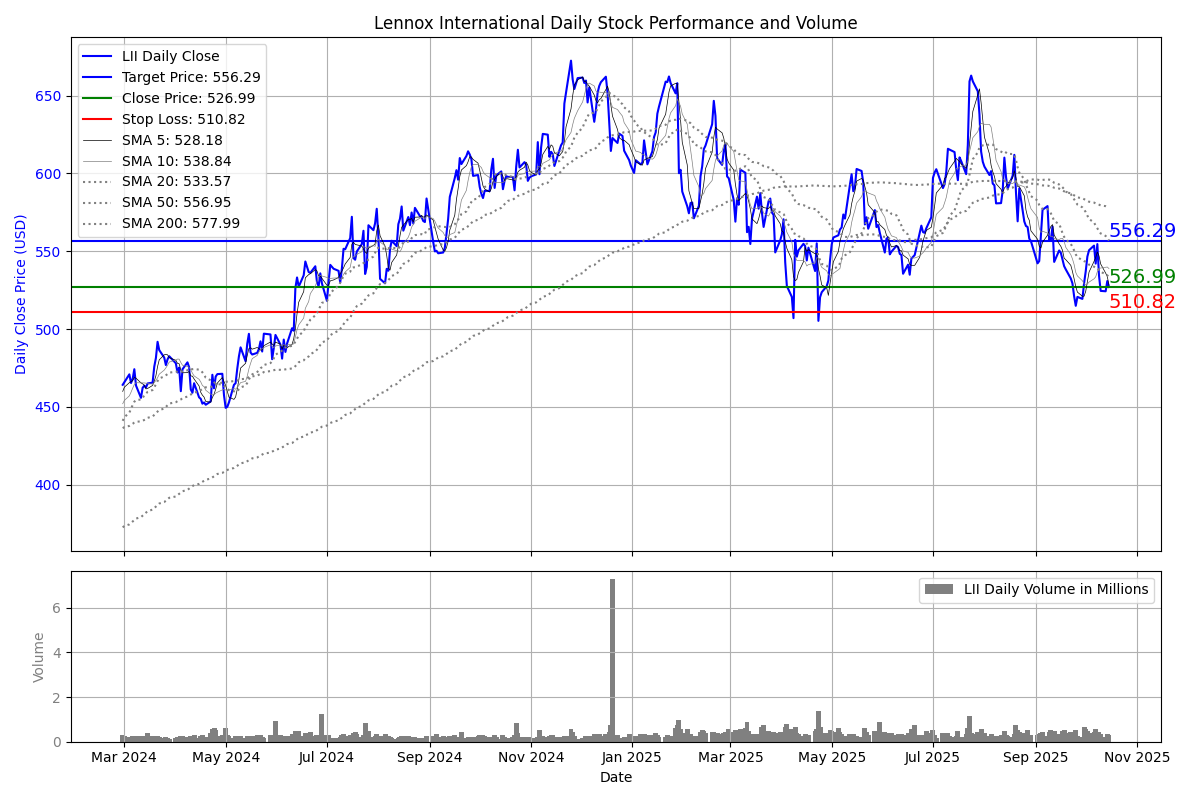 Lennox International Daily Stock Performance and Volume
LII Daily Close
Target Price: 556.29
Close Price: 526.99
Stop Loss: 510.82
SMA 5: 528.18
SMA 10: 538.84
SMA 20: 533.57
SMA 50: 556.95
SMA 200: 577.99
650
600
550
500
450
400
Daily Close Price (USD)
556.29
526.99
510.82
LII Daily Volume in Millions
6
4
2
0
Volume
Mar 2024 May 2024 Jul 2024 Sep 2024 Nov 2024 Jan 2025 Mar 2025 May 2025 Jul 2025 Sep 2025 Nov 2025
Date